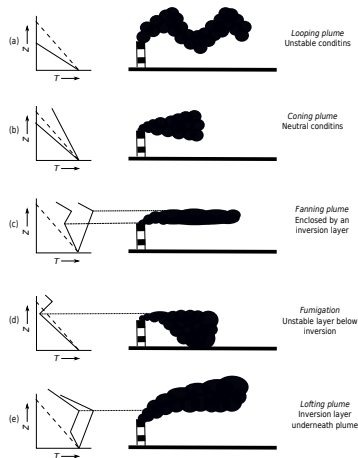 (a)
Z
T
Looping plume
Unstable conditins
(b)
Z
T
Coning plume
Neutral conditins
(c)
Z
T
Fanning plume
Enclosed by an
inversion layer
(d)
Z
T
Fumigation
Unstable layer below
inversion
(e)
Z
T
Lofting plume
Inversion layer
underneath plume